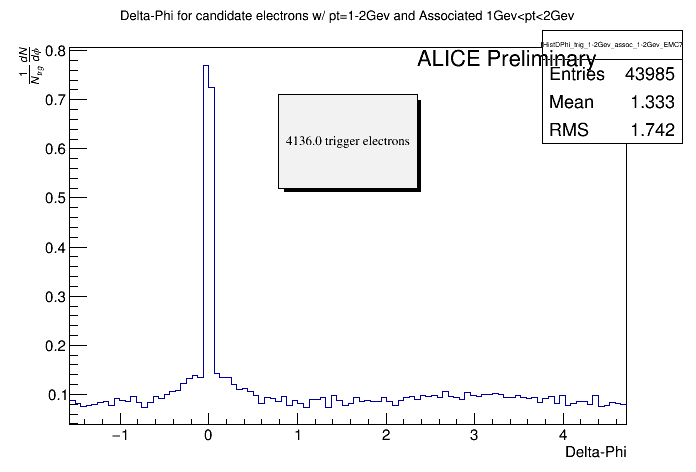 Delta-Phi for candidate electrons w/ pt=1-2Gev and Associated 1Gev<pt<2Gev
1 dN
N_trg dϕ
ALICE Preliminary
HistDPhi_trig_1-2Gev_assoc_1-2Gev_EMC7
Entries 43985
Mean 1.333
RMS 1.742
4136.0 trigger electrons
0.8
0.7
0.6
0.5
0.4
0.3
0.2
0.1
−1 0 1 2 3 4
Delta-Phi